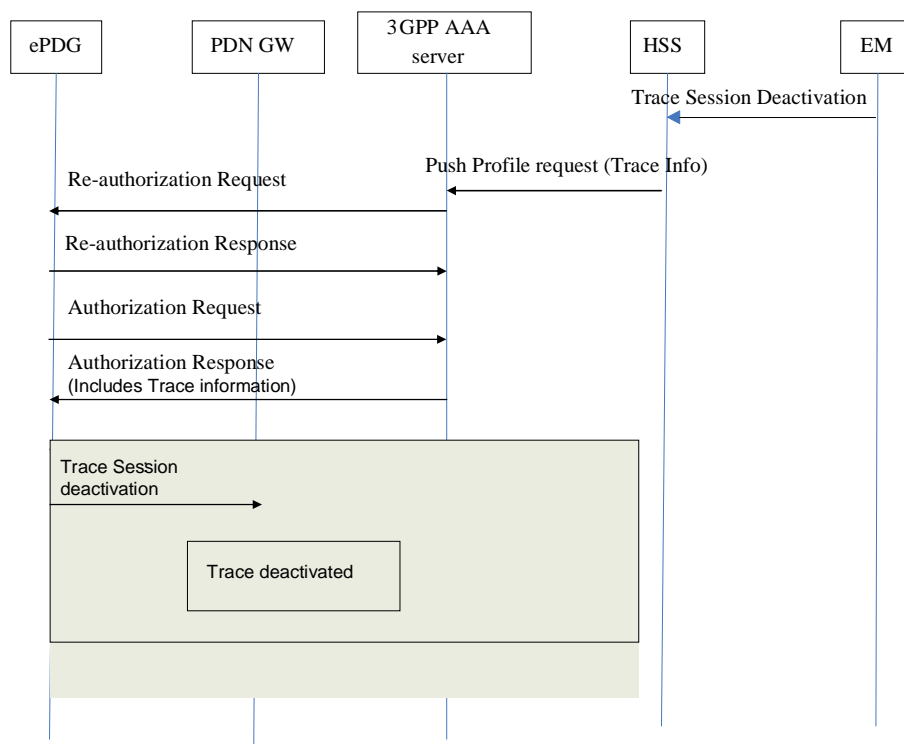 ePDG
PDN GW
3GPP AAA
server
HSS
EM
Trace Session Deactivation
Push Profile request (Trace Info)
Re-authorization Request
Re-authorization Response
Authorization Request
Authorization Response
(Includes Trace information)
Trace Session
deactivation
Trace deactivated